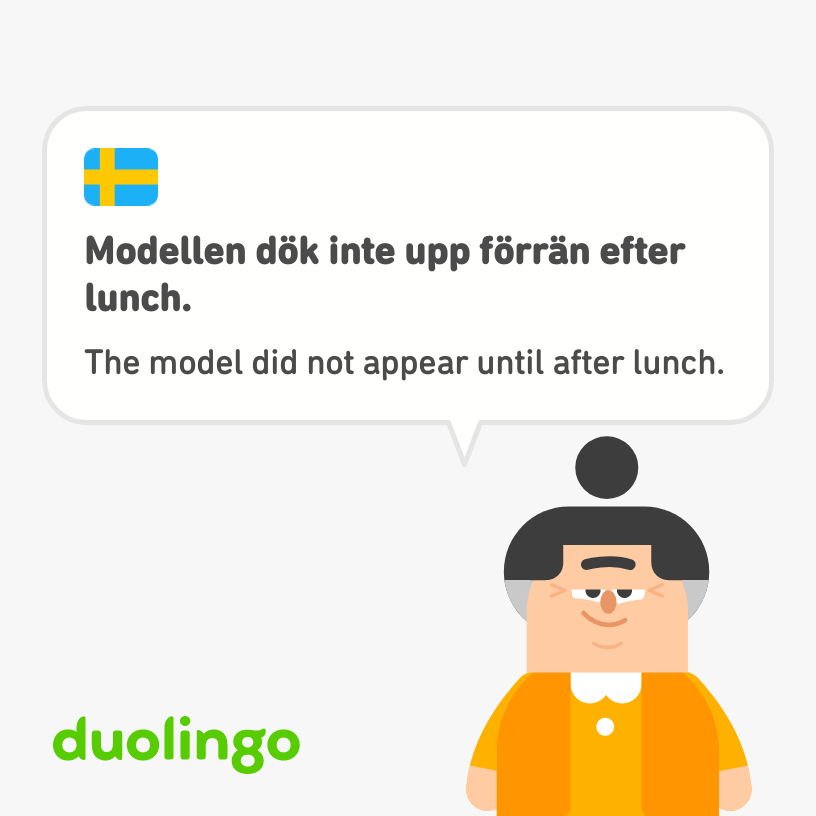 Modellen dök inte upp förrän efter
lunch.
The model did not appear until after lunch.
duolingo